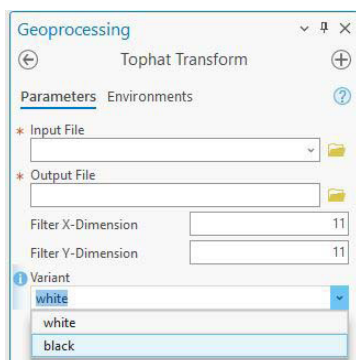 Geoprocessing
Tophat Transform
Parameters Environments
* Input File
* Output File
Filter X-Dimension 11
Filter Y-Dimension 11
Variant
white
white
black